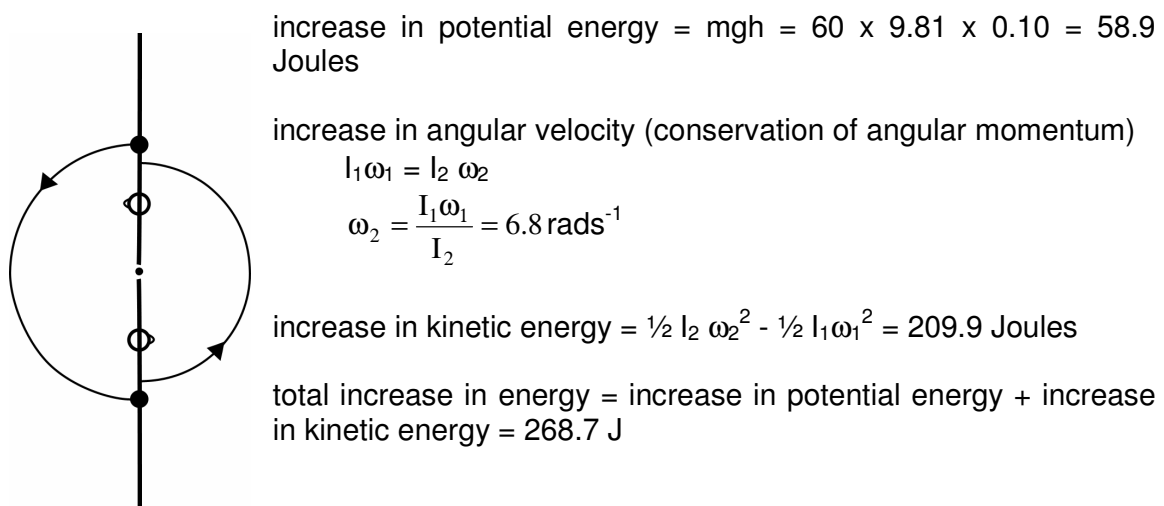 increase in potential energy = mgh = 60 x 9.81 x 0.10 = 58.9
Joules
increase in angular velocity (conservation of angular momentum)
I₁ω₁ = I₂ ω₂
ω₂ = I₁ω₁ / I₂ = 6.8 rads⁻¹
increase in kinetic energy = ½ I₂ ω₂² - ½ I₁ω₁² = 209.9 Joules
total increase in energy = increase in potential energy + increase
in kinetic energy = 268.7 J